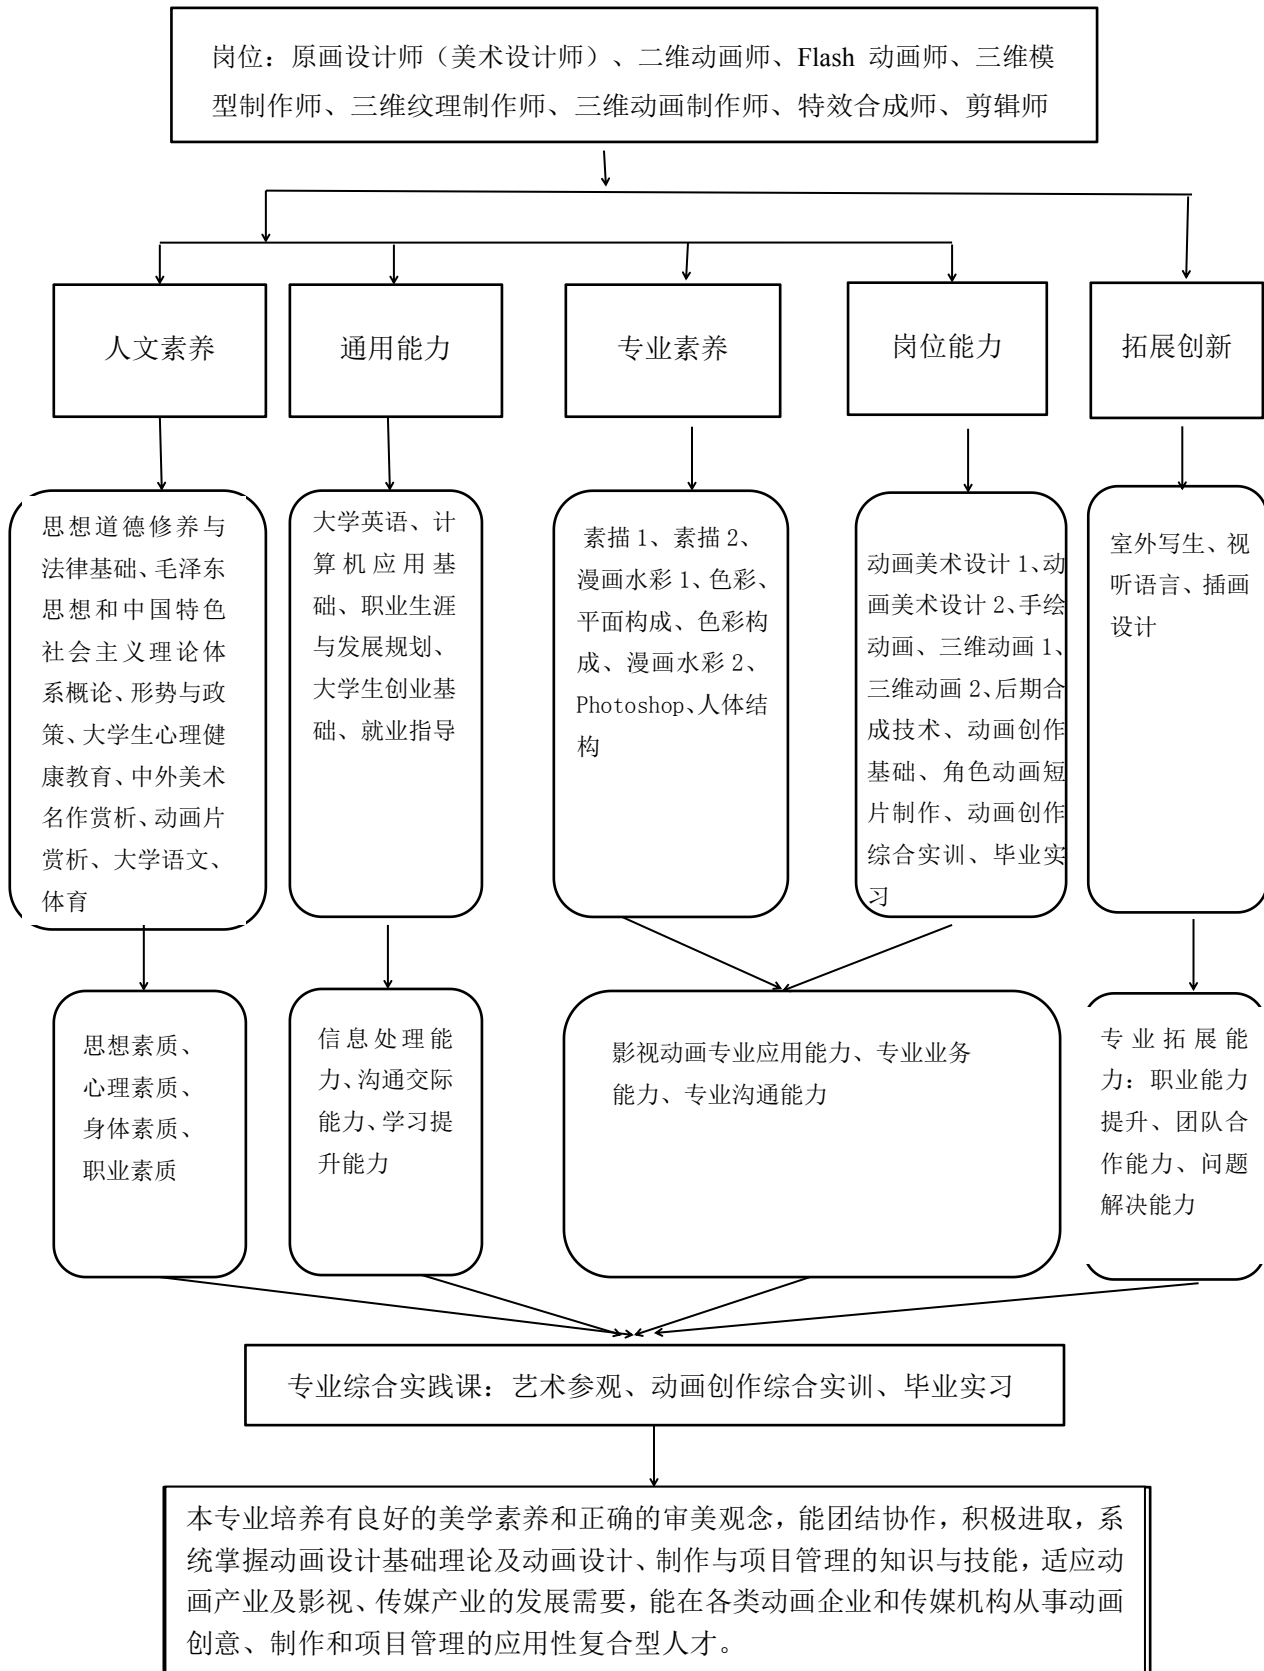 岗位：原画设计师（美术设计师）、二维动画师、Flash 动画师、三维模
型制作师、三维纹理制作师、三维动画制作师、特效合成师、剪辑师
人文素养
通用能力
专业素养
岗位能力
拓展创新
思想道德修养与
法律基础、毛泽东
思想和中国特色
社会主义理论体
系概论、形势与政
策、大学生心理健
康教育、中外美术
名作赏析、动画片
赏析、大学语文、
体育
大学英语、计
算机应用基
础、职业生涯
与发展规划、
大学生创业基
础、就业指导
素描 1、素描 2、
漫画水彩 1、色彩、
平面构成、色彩构
成、漫画水彩 2、
Photoshop、人体结
构
动画美术设计 1、动
画美术设计 2、手绘
动画、三维动画 1、
三维动画 2、后期合
成技术、动画创作
基础、角色动画短
片制作、动画创作
综合实训、毕业实
习
室外写生、视
听语言、插画
设计
思想素质、
心理素质、
身体素质、
职业素质
信息处理能
力、沟通交际
能力、学习提
升能力
影视动画专业应用能力、专业业务
能力、专业沟通能力
专业拓展能
力：职业能力
提升、团队合
作能力、问题
解决能力
专业综合实践课：艺术参观、动画创作综合实训、毕业实习
本专业培养有良好的美学素养和正确的审美观念，能团结协作，积极进取，系
统掌握动画设计基础理论及动画设计、制作与项目管理的知识与技能，适应动
画产业及影视、传媒产业的发展需要，能在各类动画企业和传媒机构从事动画
创意、制作和项目管理的应用性复合型人才。